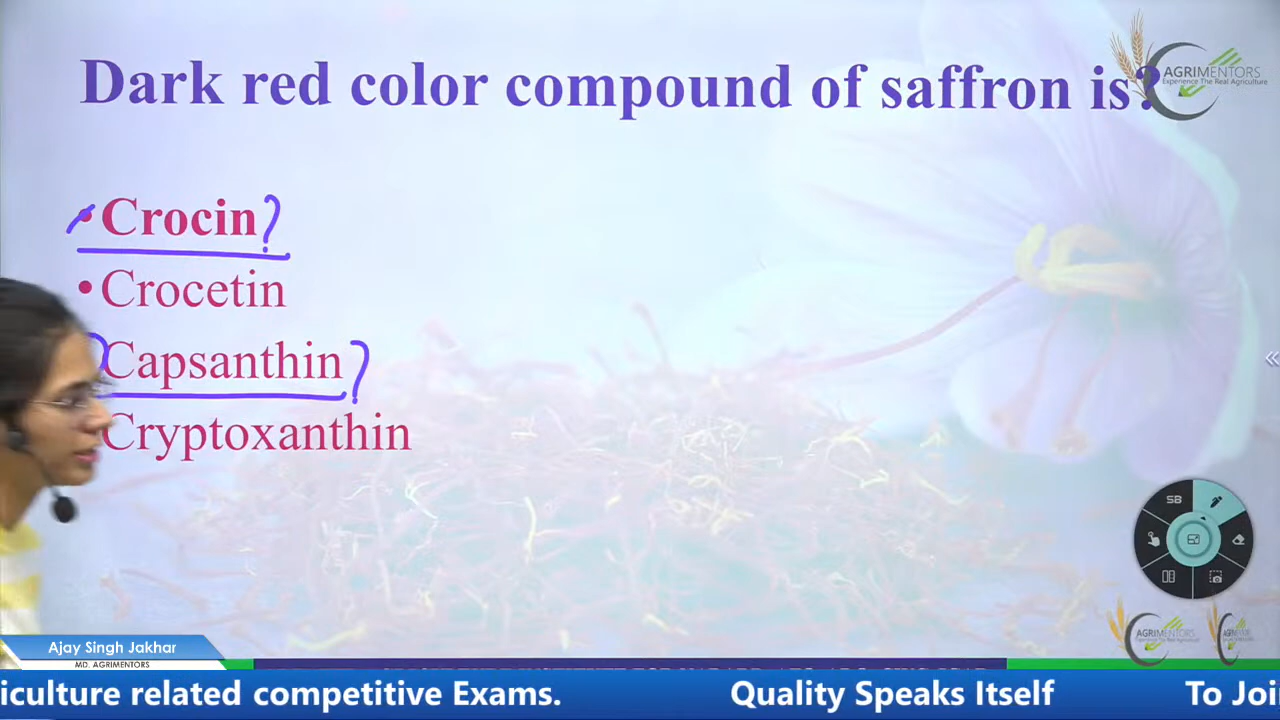 Dark red color compound of saffron is?
AGRIMENTORS
Experience The Real Agriculture
• Crocin ?
• Crocetin
Capsanthin ?
Cryptoxanthin
SB
AGRIMENTORS
Ajay Singh Jakhar
MD. AGRIMENTORS
iculture related competitive Exams. Quality Speaks Itself To Joi